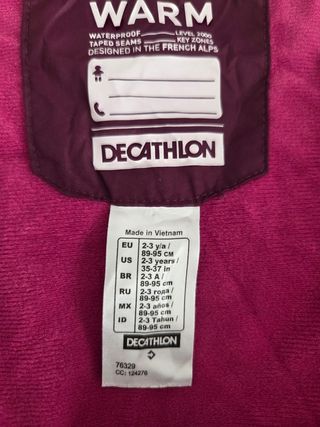 WARM
WATERPROOF LEVEL 2000
TAPED SEAMS KEY ZONES
DESIGNED IN THE FRENCH ALPS
DECATHLON
Made in Vietnam
EU 2-3 y/a /
89-95 см
US 2-3 years /
35-37 in
BR 2-3 A /
89-95 cm
RU 2-3 года /
89-95 см
MX 2-3 años /
89-95 cm
ID 2-3 Tahun /
89-95 cm
DECATHLON
76329
CC: 124276